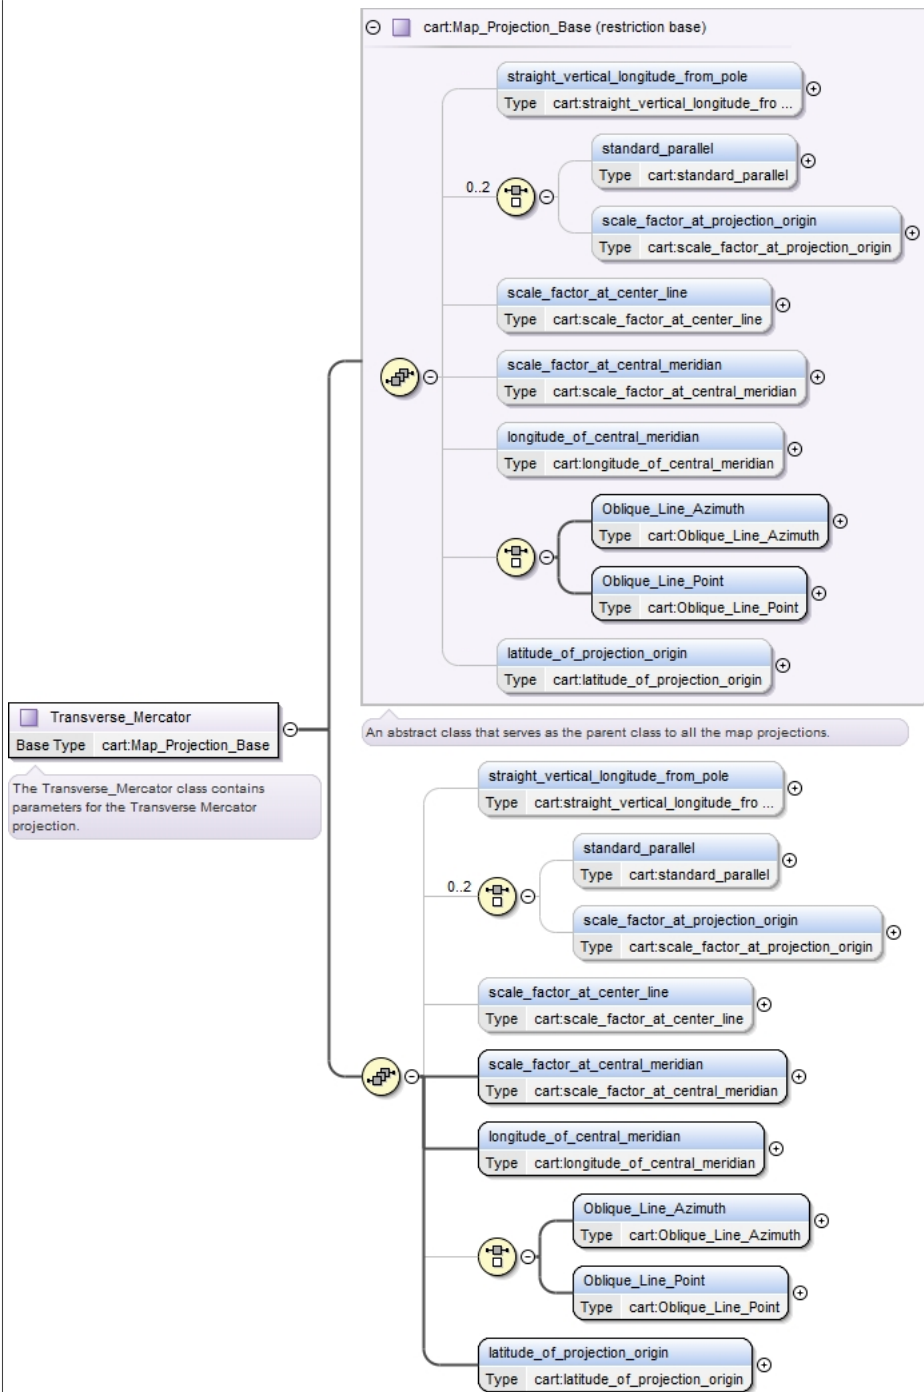 cart:Map_Projection_Base (restriction base)
straight_vertical_longitude_from_pole
Type cart:straight_vertical_longitude_fro ...
0..2
standard_parallel
Type cart:standard_parallel
scale_factor_at_projection_origin
Type cart:scale_factor_at_projection_origin
scale_factor_at_center_line
Type cart:scale_factor_at_center_line
scale_factor_at_central_meridian
Type cart:scale_factor_at_central_meridian
longitude_of_central_meridian
Type cart:longitude_of_central_meridian
Oblique_Line_Azimuth
Type cart:Oblique_Line_Azimuth
Oblique_Line_Point
Type cart:Oblique_Line_Point
latitude_of_projection_origin
Type cart:latitude_of_projection_origin
An abstract class that serves as the parent class to all the map projections.
Transverse_Mercator
Base Type cart:Map_Projection_Base
The Transverse_Mercator class contains
parameters for the Transverse Mercator
projection.
straight_vertical_longitude_from_pole
Type cart:straight_vertical_longitude_fro ...
0..2
standard_parallel
Type cart:standard_parallel
scale_factor_at_projection_origin
Type cart:scale_factor_at_projection_origin
scale_factor_at_center_line
Type cart:scale_factor_at_center_line
scale_factor_at_central_meridian
Type cart:scale_factor_at_central_meridian
longitude_of_central_meridian
Type cart:longitude_of_central_meridian
Oblique_Line_Azimuth
Type cart:Oblique_Line_Azimuth
Oblique_Line_Point
Type cart:Oblique_Line_Point
latitude_of_projection_origin
Type cart:latitude_of_projection_origin